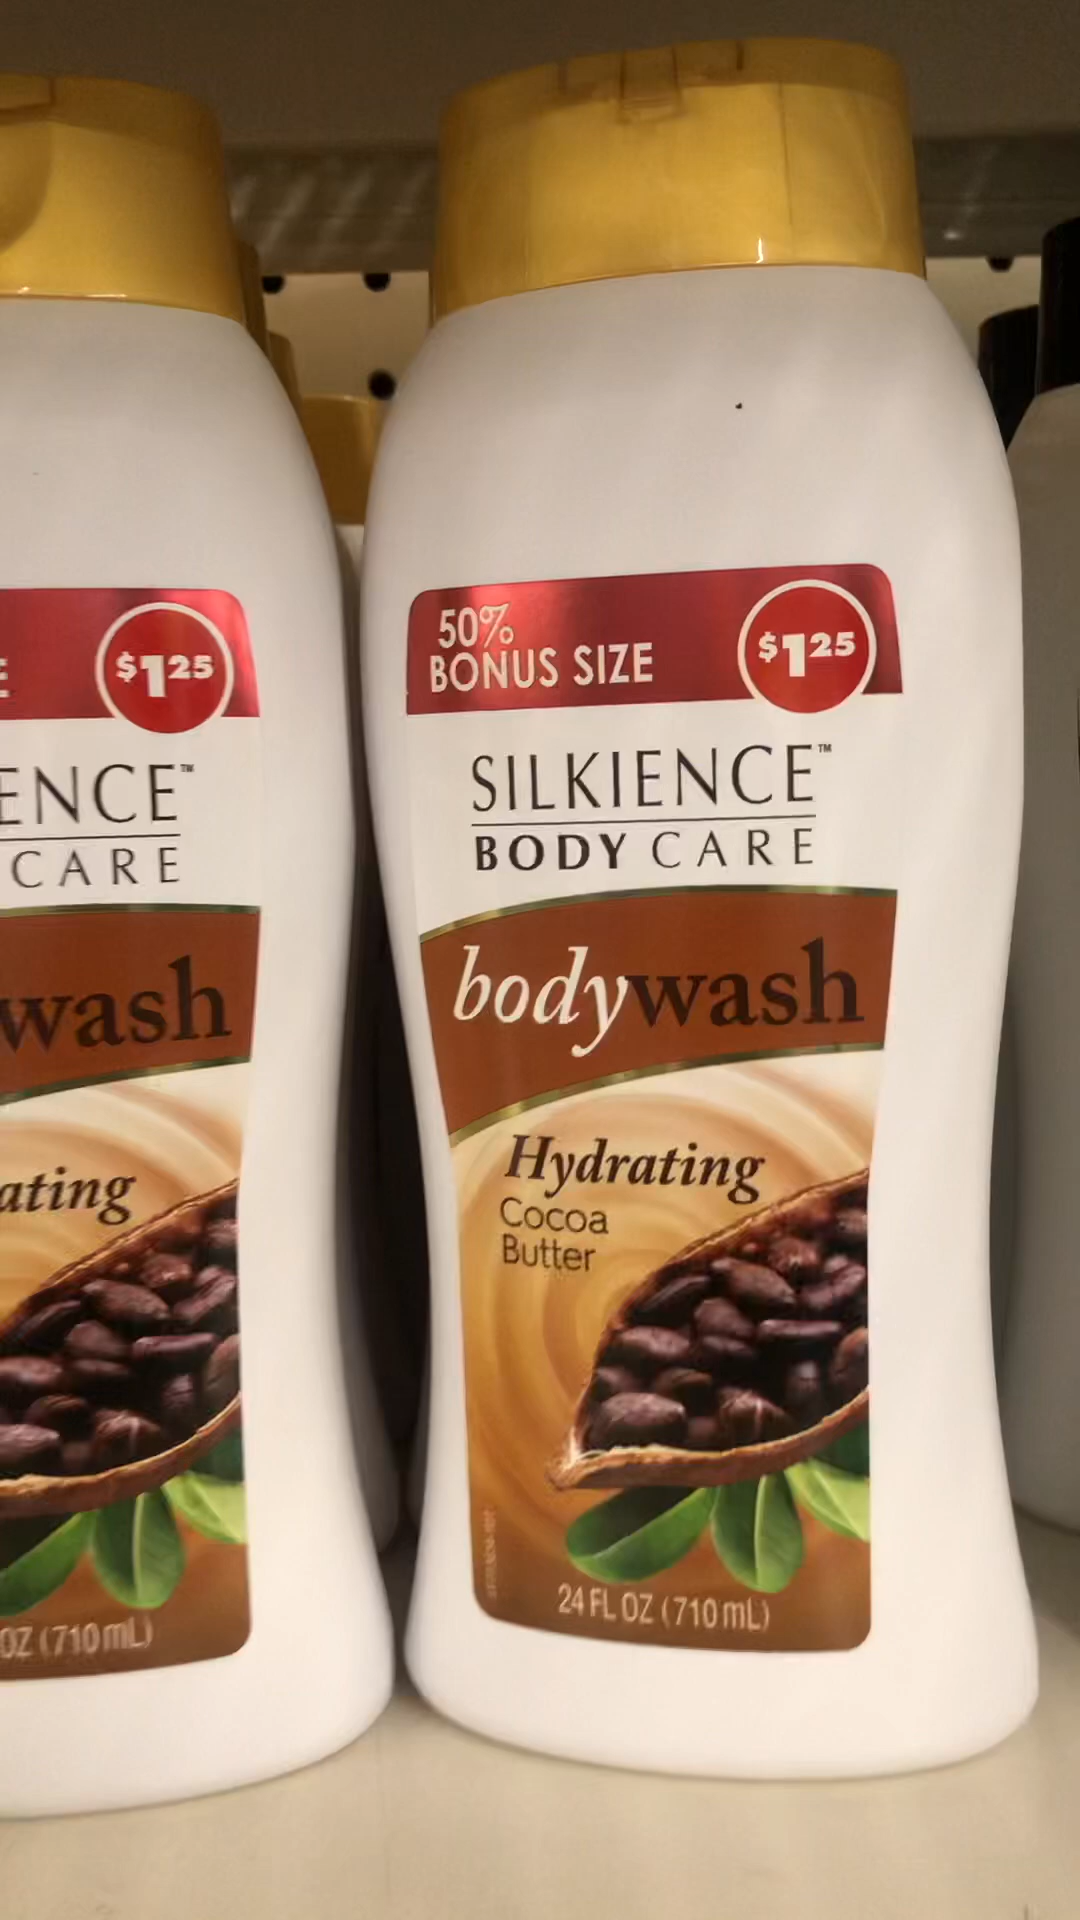 50%
BONUS SIZE
$1.25
SILKIENCE™
BODY CARE
bodywash
Hydrating
Cocoa
Butter
24 FL OZ (710 mL)
E
$1.25
ENCE™
CARE
wash
ating
OZ (710 mL)